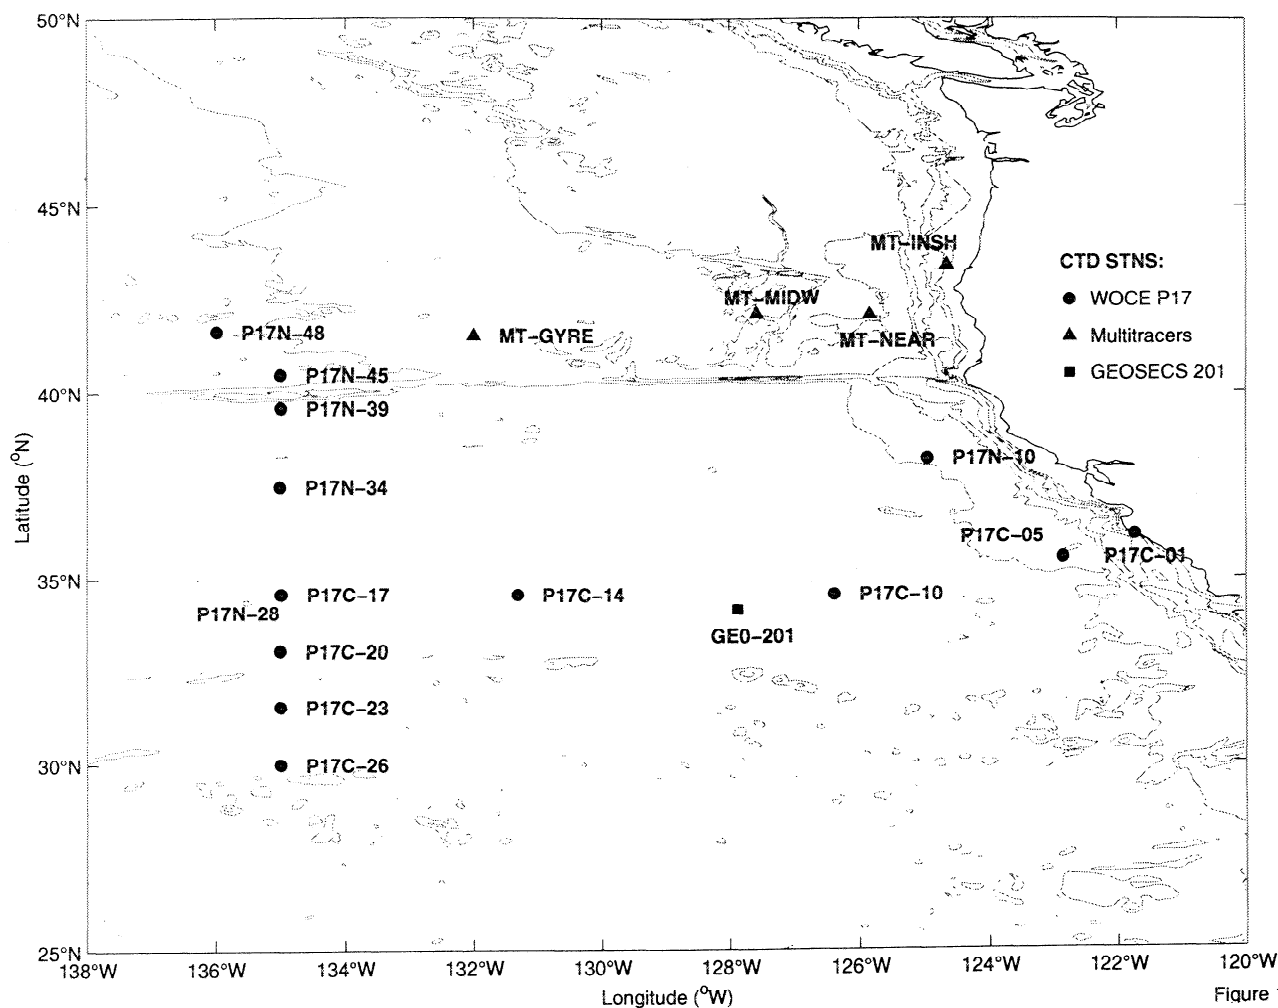 50°N
45°N
40°N
35°N
30°N
25°N
Latitude (°N)
MT-INSH
CTD STNS:
WOCE P17
Multitracers
GEOSECS 201
MT-MIDW
P17N-48
MT-GYRE
MT-NEAR
P17N-45
P17N-39
P17N-10
P17N-34
P17C-05
P17C-01
P17C-17
P17C-14
P17C-10
P17N-28
GE0-201
P17C-20
P17C-23
P17C-26
138°W
136°W
134°W
132°W
130°W
128°W
126°W
124°W
122°W
120°W
Longitude (°W)
Figure